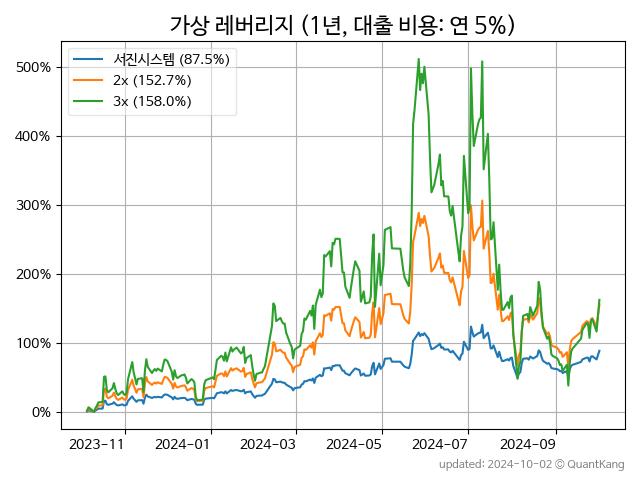 가상 레버리지 (1년, 대출 비용: 연 5%)
서진시스템 (87.5%)
2x (152.7%)
3x (158.0%)
500%
400%
300%
200%
100%
0%
2023-11
2024-01
2024-03
2024-05
2024-07
2024-09
updated: 2024-10-02 © QuantKang